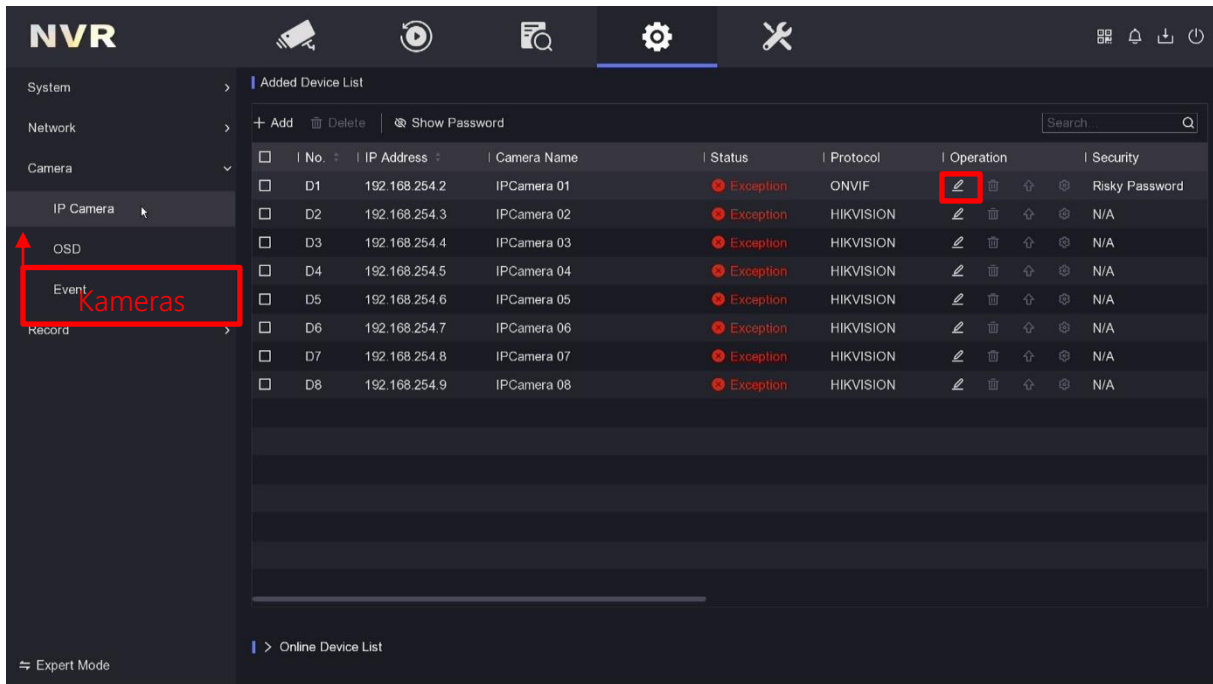 NVR
System
Network
Camera
IP Camera
OSD
Event
Kameras
Record
Expert Mode
Added Device List
+ Add Delete Show Password Search...
No. IP Address Camera Name Status Protocol Operation Security
D1 192.168.254.2 IPCamera 01 Exception ONVIF Risky Password
D2 192.168.254.3 IPCamera 02 Exception HIKVISION N/A
D3 192.168.254.4 IPCamera 03 Exception HIKVISION N/A
D4 192.168.254.5 IPCamera 04 Exception HIKVISION N/A
D5 192.168.254.6 IPCamera 05 Exception HIKVISION N/A
D6 192.168.254.7 IPCamera 06 Exception HIKVISION N/A
D7 192.168.254.8 IPCamera 07 Exception HIKVISION N/A
D8 192.168.254.9 IPCamera 08 Exception HIKVISION N/A
Online Device List